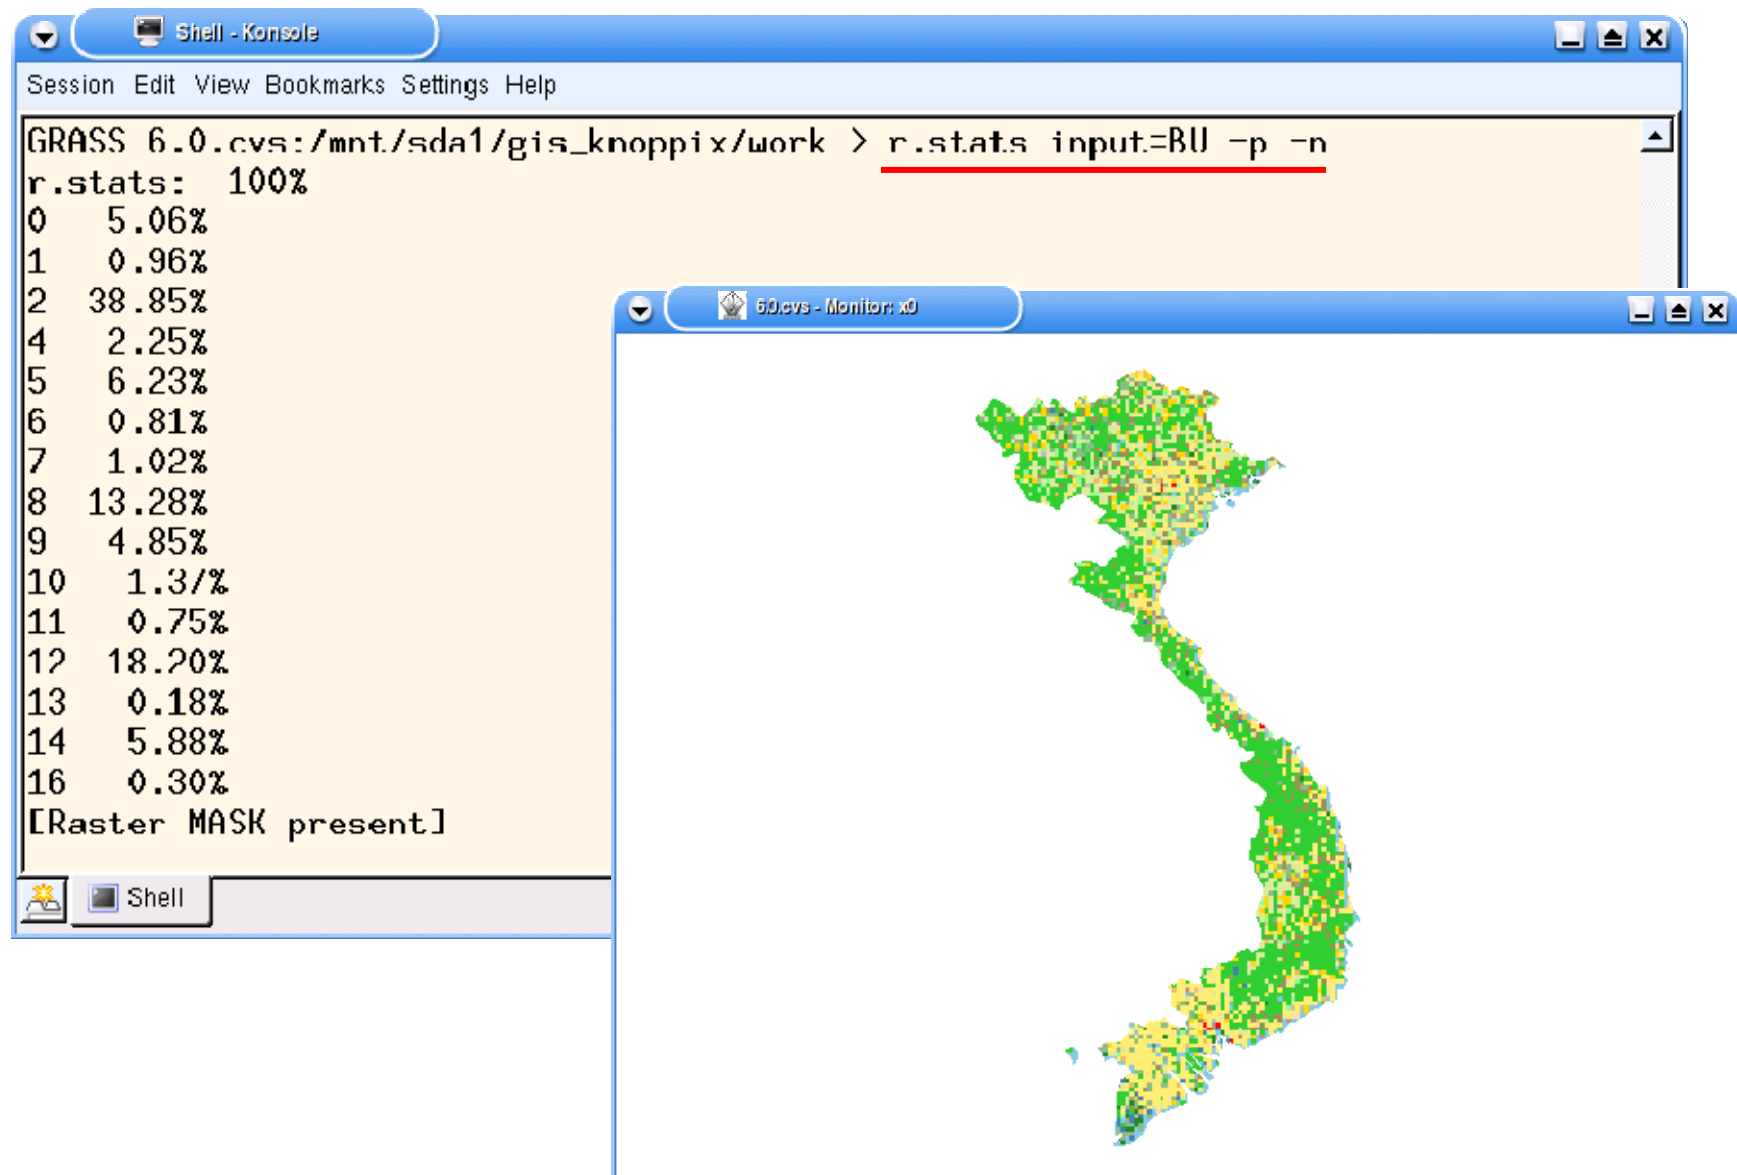 Shell - Konsole
Session Edit View Bookmarks Settings Help
GRASS 6.0.cvs:/mnt/sda1/gis_knoppix/work > r.stats input=BU -p -n
r.stats: 100%
0 5.06%
1 0.96%
2 38.85%
4 2.25%
5 6.23%
6 0.81%
7 1.02%
8 13.28%
9 4.85%
10 1.37%
11 0.75%
12 18.20%
13 0.18%
14 5.88%
16 0.30%
[Raster MASK present]
Shell
6.0.cvs - Monitor: x0